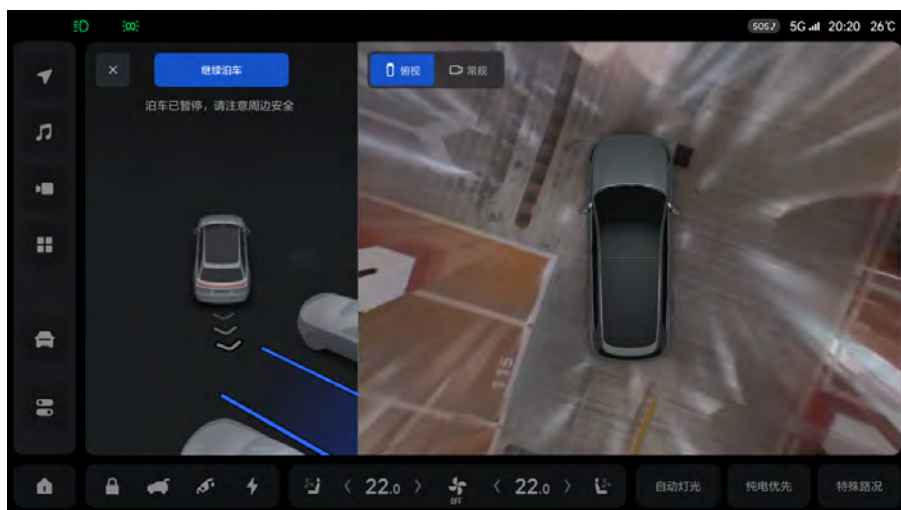 SOS
5G
20:20
26℃
继续泊车
泊车已暂停，请注意周边安全
俯视
常规
115
22.0
OFF
22.0
自动灯光
纯电优先
特殊路况